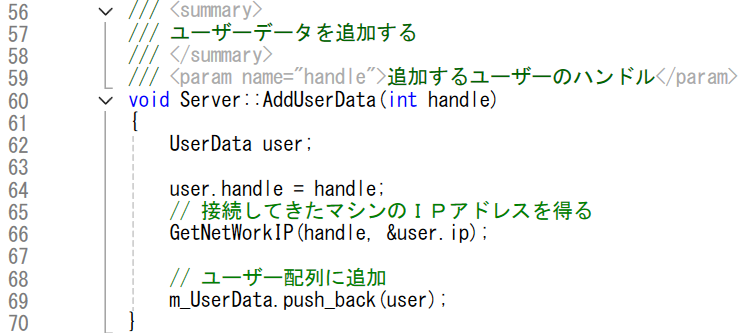 56 /// <summary>
57 /// ユーザーデータを追加する
58 /// </summary>
59 /// <param name="handle">追加するユーザーのハンドル</param>
60 void Server::AddUserData(int handle)
61 {
62 UserData user;
63
64 user.handle = handle;
65 // 接続してきたマシンのＩＰアドレスを得る
66 GetNetWorkIP(handle, &user.ip);
67
68 // ユーザー配列に追加
69 m_UserData.push_back(user);
70 }